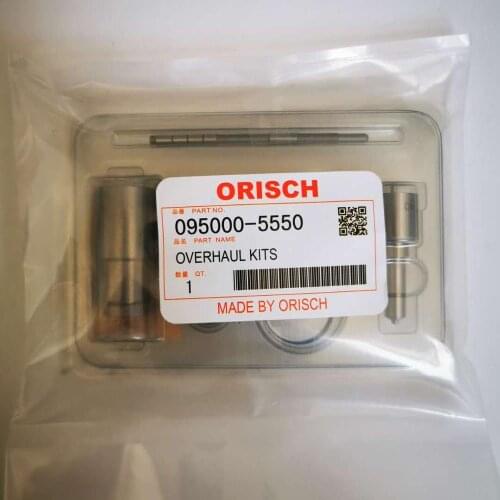 ORISCH
品番 PART NO.
095000-5550
品名 PART NAME
OVERHAUL KITS
数量 QT.
1
MADE BY ORISCH